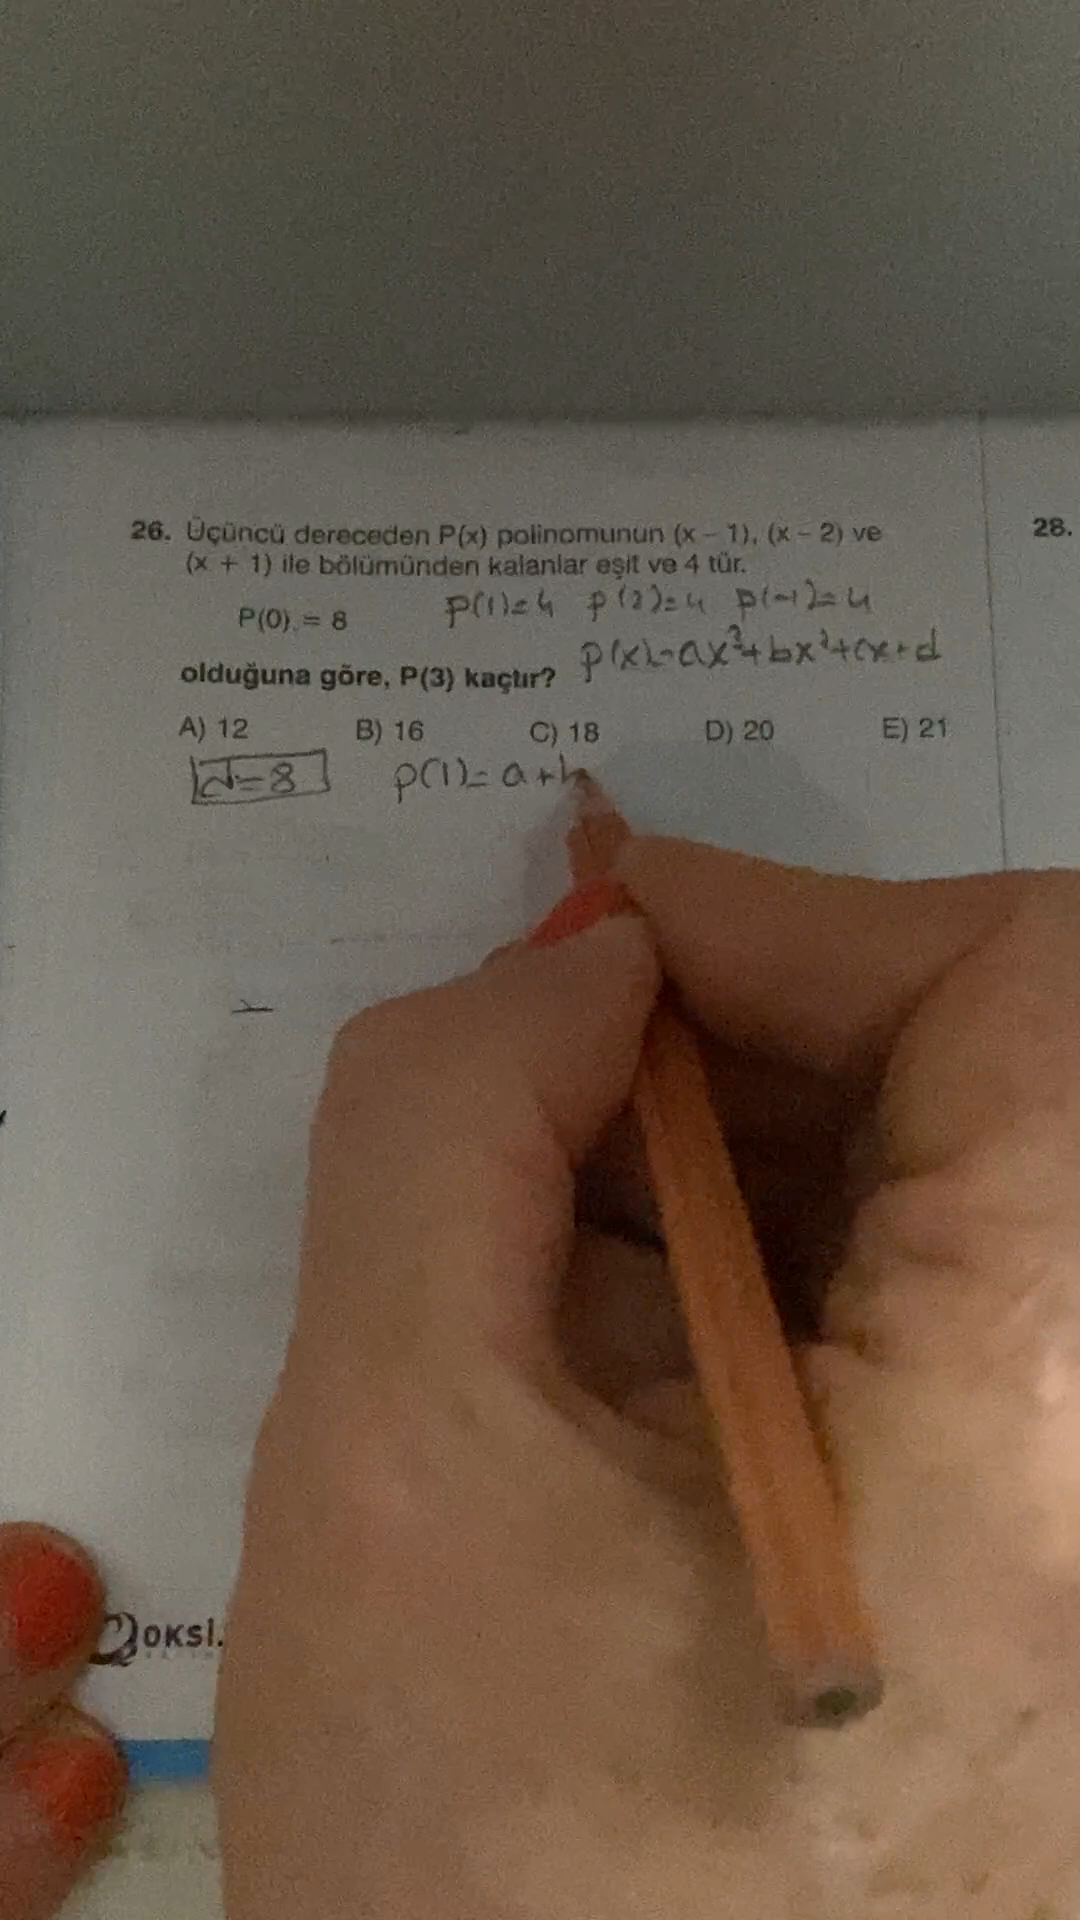 26. Üçüncü dereceden P(x) polinomunun (x - 1), (x - 2) ve
(x + 1) ile bölümünden kalanlar eşit ve 4 tür.
P(1)=4 P(2)=4 P(-1)=4
P(0) = 8
P(x)=ax³+bx²+cx+d
olduğuna göre, P(3) kaçtır?
A) 12 B) 16 C) 18 D) 20 E) 21
d=8 P(1)=a+b
28.
OKSİ.